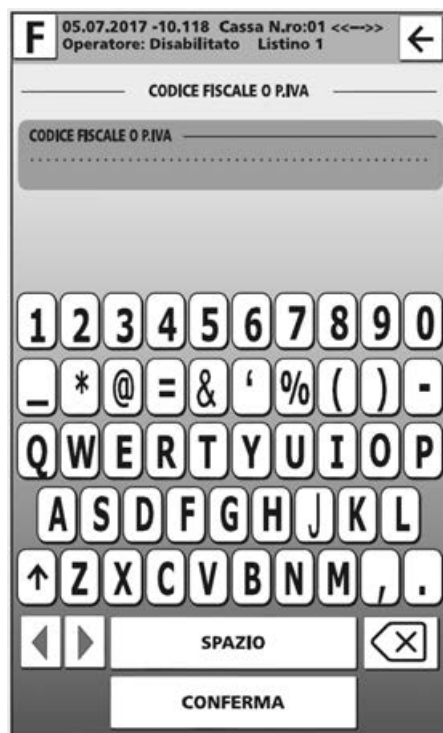 F
05.07.2017 -10.118 Cassa N.ro:01 <<-->>
Operatore: Disabilitato Listino 1
CODICE FISCALE O P.IVA
CODICE FISCALE O P.IVA
1 2 3 4 5 6 7 8 9 0
_ * @ = & ‘ % ( ) -
Q W E R T Y U I O P
A S D F G H J K L
↑ Z X C V B N M , .
SPAZIO
CONFERMA